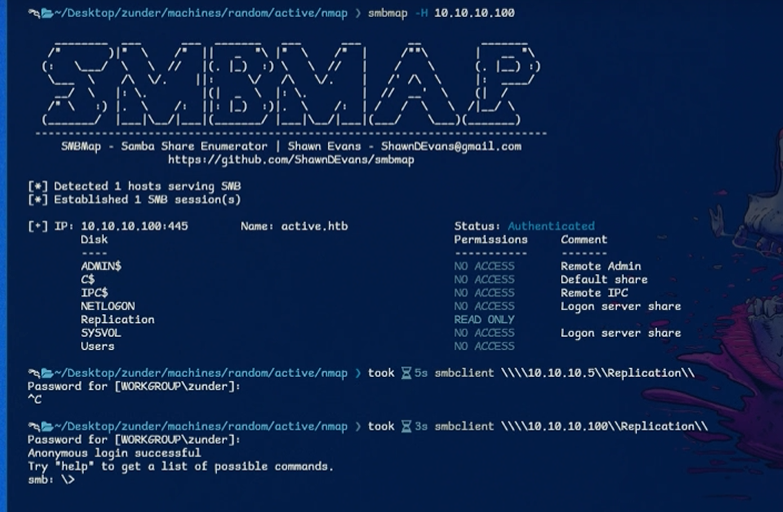 ~/Desktop/zunder/machines/random/active/nmap ❯ smbmap -H 10.10.10.100
SMBMAP
SMBMap - Samba Share Enumerator | Shawn Evans - ShawnDEvans@gmail.com
https://github.com/ShawnDEvans/smbmap
[*] Detected 1 hosts serving SMB
[*] Established 1 SMB session(s)
[+] IP: 10.10.10.100:445 Name: active.htb Status: Authenticated
Disk Permissions Comment
---- ----------- -------
ADMIN$ NO ACCESS Remote Admin
C$ NO ACCESS Default share
IPC$ NO ACCESS Remote IPC
NETLOGON NO ACCESS Logon server share
Replication READ ONLY
SYSVOL NO ACCESS Logon server share
Users NO ACCESS
~/Desktop/zunder/machines/random/active/nmap ❯ took ⌛5s smbclient \\\\10.10.10.5\\Replication\\
Password for [WORKGROUP\zunder]:
^C
~/Desktop/zunder/machines/random/active/nmap ❯ took ⌛3s smbclient \\\\10.10.10.100\\Replication\\
Password for [WORKGROUP\zunder]:
Anonymous login successful
Try "help" to get a list of possible commands.
smb: \>